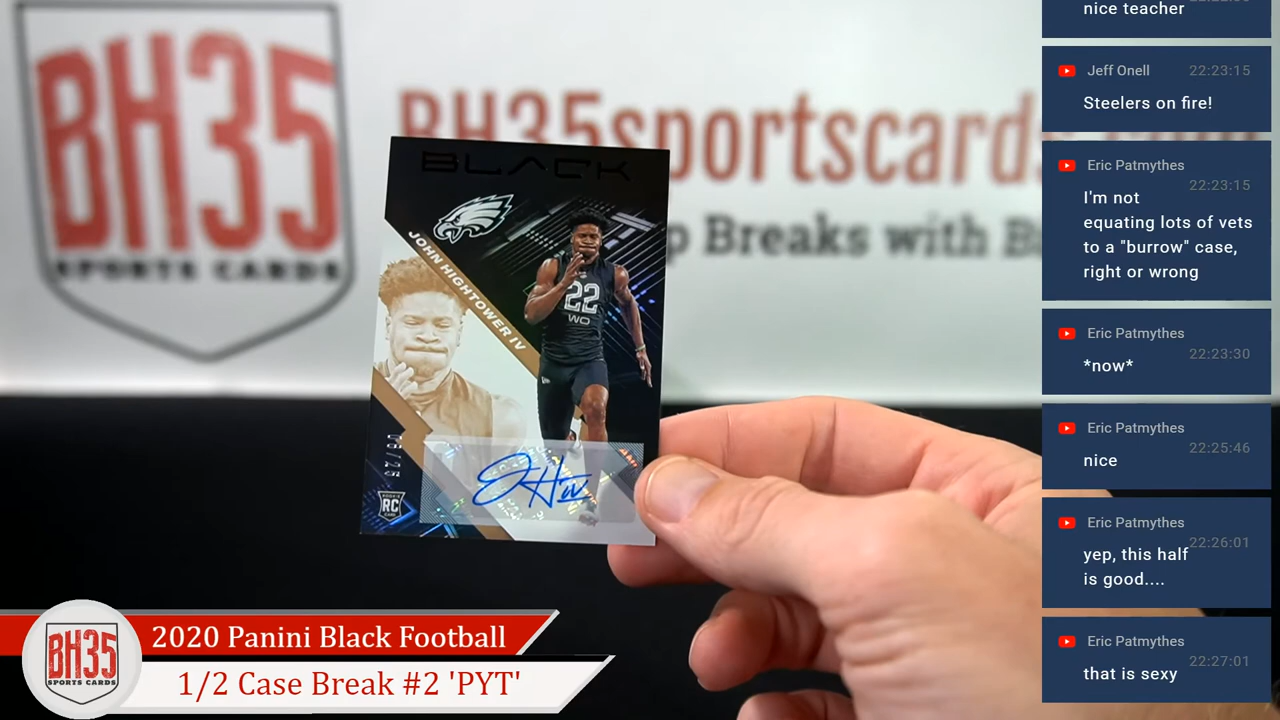 BH35
SPORTS CARDS
BH35sportscards
p Breaks with B
BLACK
JOHN HIGHTOWER IV
22
WO
RC
2020 Panini Black Football
1/2 Case Break #2 'PYT'
BH35
SPORTS CARDS
nice teacher
Jeff Onell 22:23:15
Steelers on fire!
Eric Patmythes
22:23:15
I'm not
equating lots of vets
to a "burrow" case,
right or wrong
Eric Patmythes
22:23:30
*now*
Eric Patmythes
22:25:46
nice
Eric Patmythes
22:26:01
yep, this half
is good....
Eric Patmythes
22:27:01
that is sexy